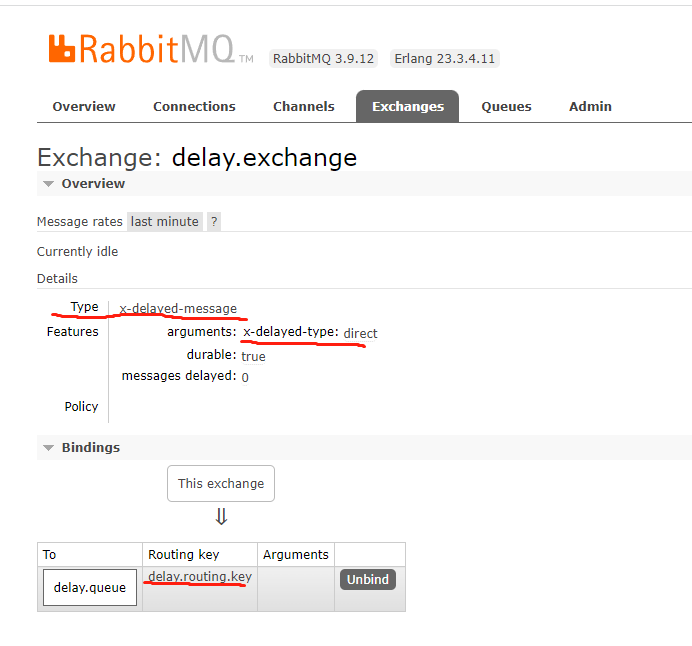 RabbitMQ TM RabbitMQ 3.9.12 Erlang 23.3.4.11
Overview Connections Channels Exchanges Queues Admin
Exchange: delay.exchange
Overview
Message rates last minute ?
Currently idle
Details
Type x-delayed-message
Features arguments: x-delayed-type: direct
durable: true
messages delayed: 0
Policy
Bindings
This exchange
⇓
To Routing key Arguments
delay.queue delay.routing.key Unbind